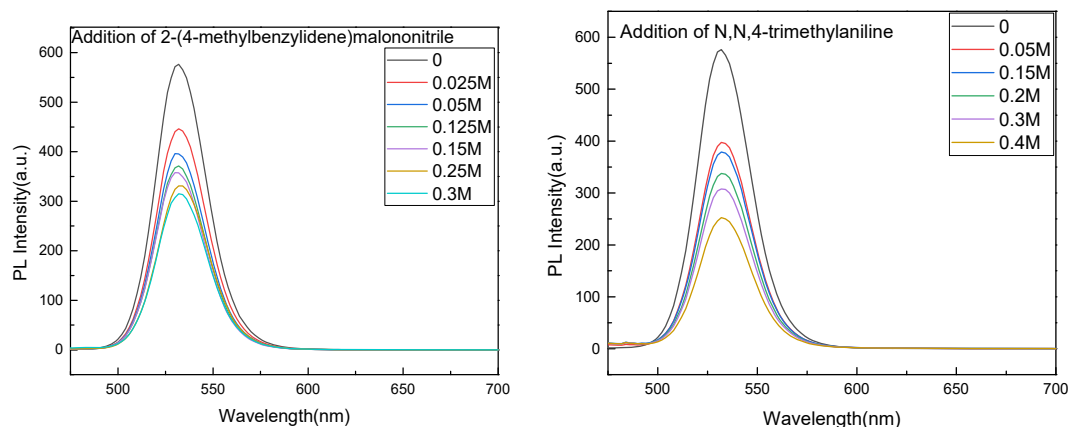 Addition of 2-(4-methylbenzylidene)malononitrile
0
0.025M
0.05M
0.125M
0.15M
0.25M
0.3M
600
500
400
300
200
100
0
500
550
600
650
700
PL Intensity(a.u.)
Wavelength(nm)
Addition of N,N,4-trimethylaniline
0
0.05M
0.15M
0.2M
0.3M
0.4M
600
500
400
300
200
100
0
500
550
600
650
700
PL Intensity(a.u.)
Wavelength(nm)